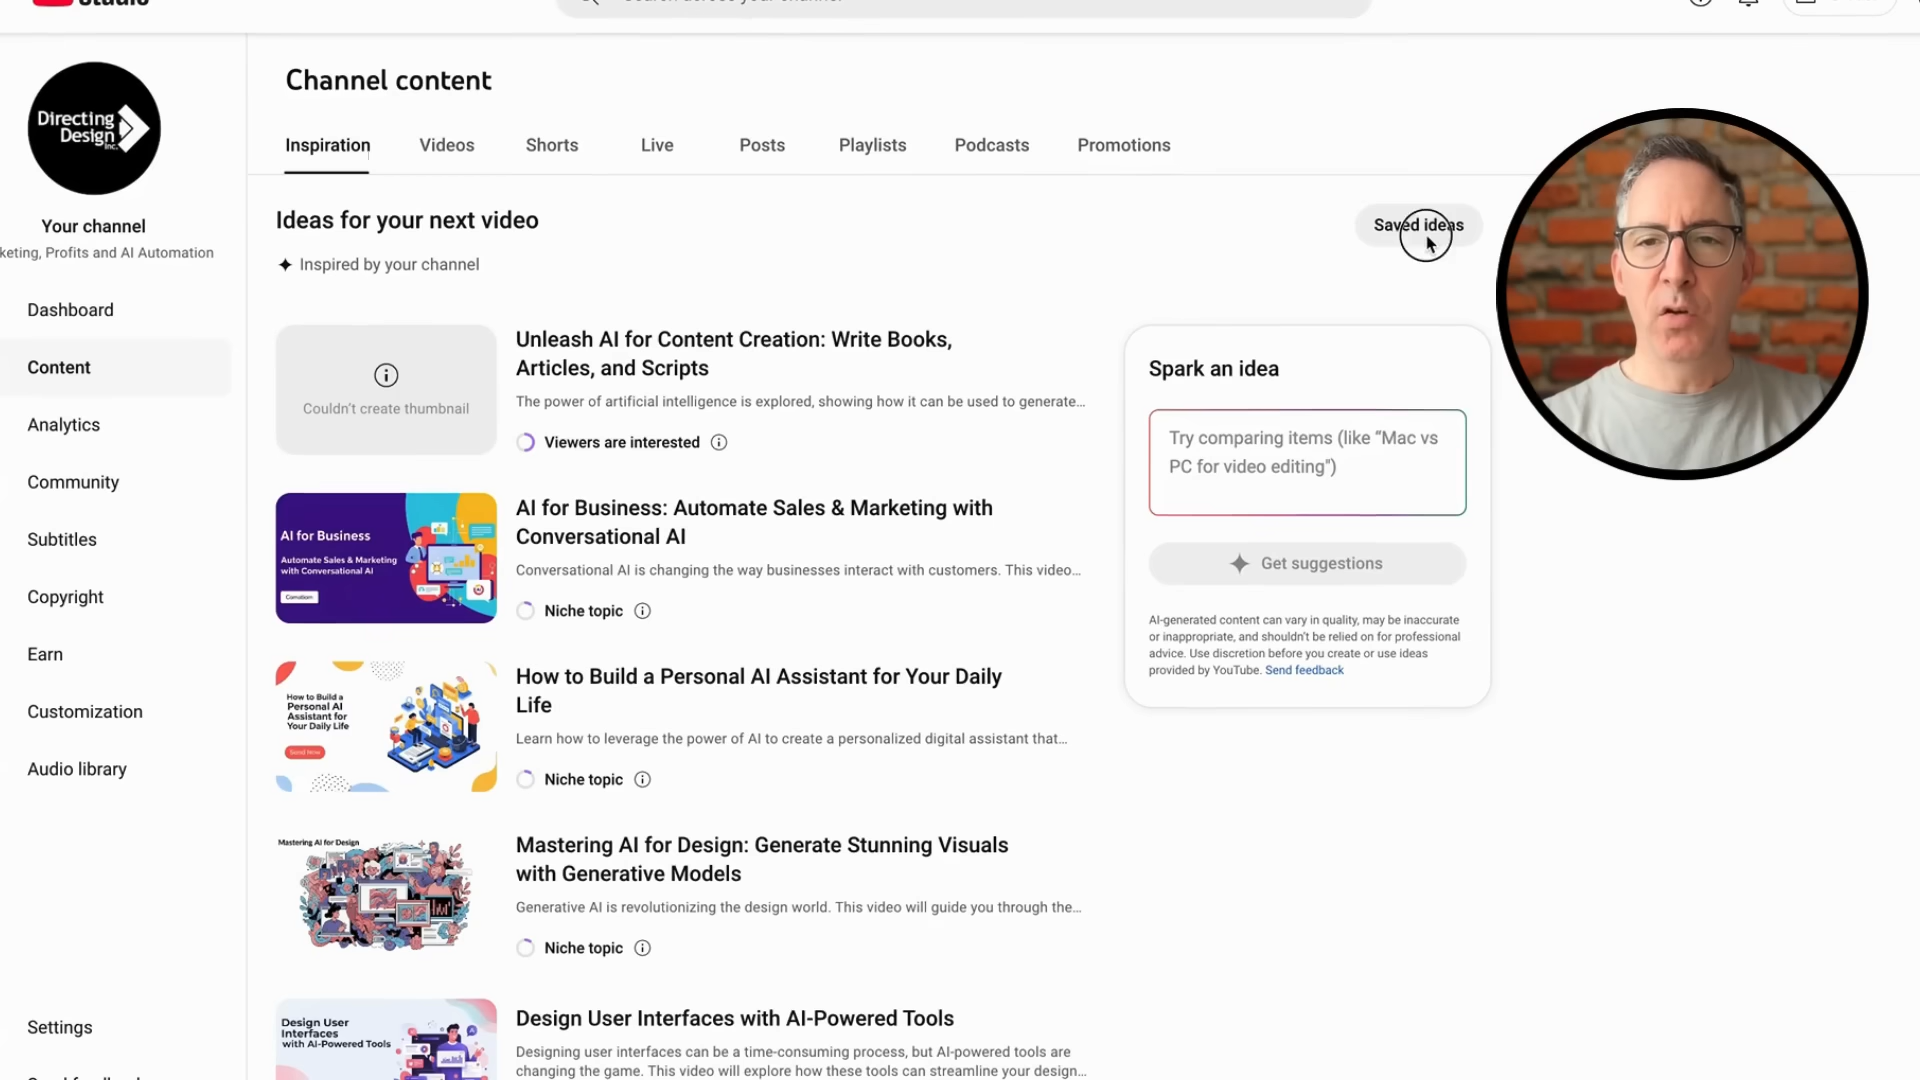 Studio
Search across your channel
Directing
Design
Inc.
Your channel
keting, Profits and AI Automation
Dashboard
Content
Analytics
Community
Subtitles
Copyright
Earn
Customization
Audio library
Settings
Send feedback
Channel content
Inspiration
Videos
Shorts
Live
Posts
Playlists
Podcasts
Promotions
Ideas for your next video
Inspired by your channel
Saved ideas
Couldn't create thumbnail
Unleash AI for Content Creation: Write Books,
Articles, and Scripts
The power of artificial intelligence is explored, showing how it can be used to generate…
Viewers are interested
AI for Business
Automate Sales & Marketing
with Conversational AI
AI for Business: Automate Sales & Marketing with
Conversational AI
Conversational AI is changing the way businesses interact with customers. This video…
Niche topic
How to Build a
Personal AI
Assistant for
Your Daily Life
Send Now
How to Build a Personal AI Assistant for Your Daily
Life
Learn how to leverage the power of AI to create a personalized digital assistant that…
Niche topic
Mastering AI for Design
Mastering AI for Design: Generate Stunning Visuals
with Generative Models
Generative AI is revolutionizing the design world. This video will guide you through the…
Niche topic
Design User
Interfaces
with AI-Powered Tools
Design User Interfaces with AI-Powered Tools
Designing user interfaces can be a time-consuming process, but AI-powered tools are
changing the game. This video will explore how these tools can streamline your design…
Spark an idea
Try comparing items (like “Mac vs
PC for video editing")
Get suggestions
AI-generated content can vary in quality, may be inaccurate
or inappropriate, and shouldn't be relied on for professional
advice. Use discretion before you create or use ideas
provided by YouTube. Send feedback